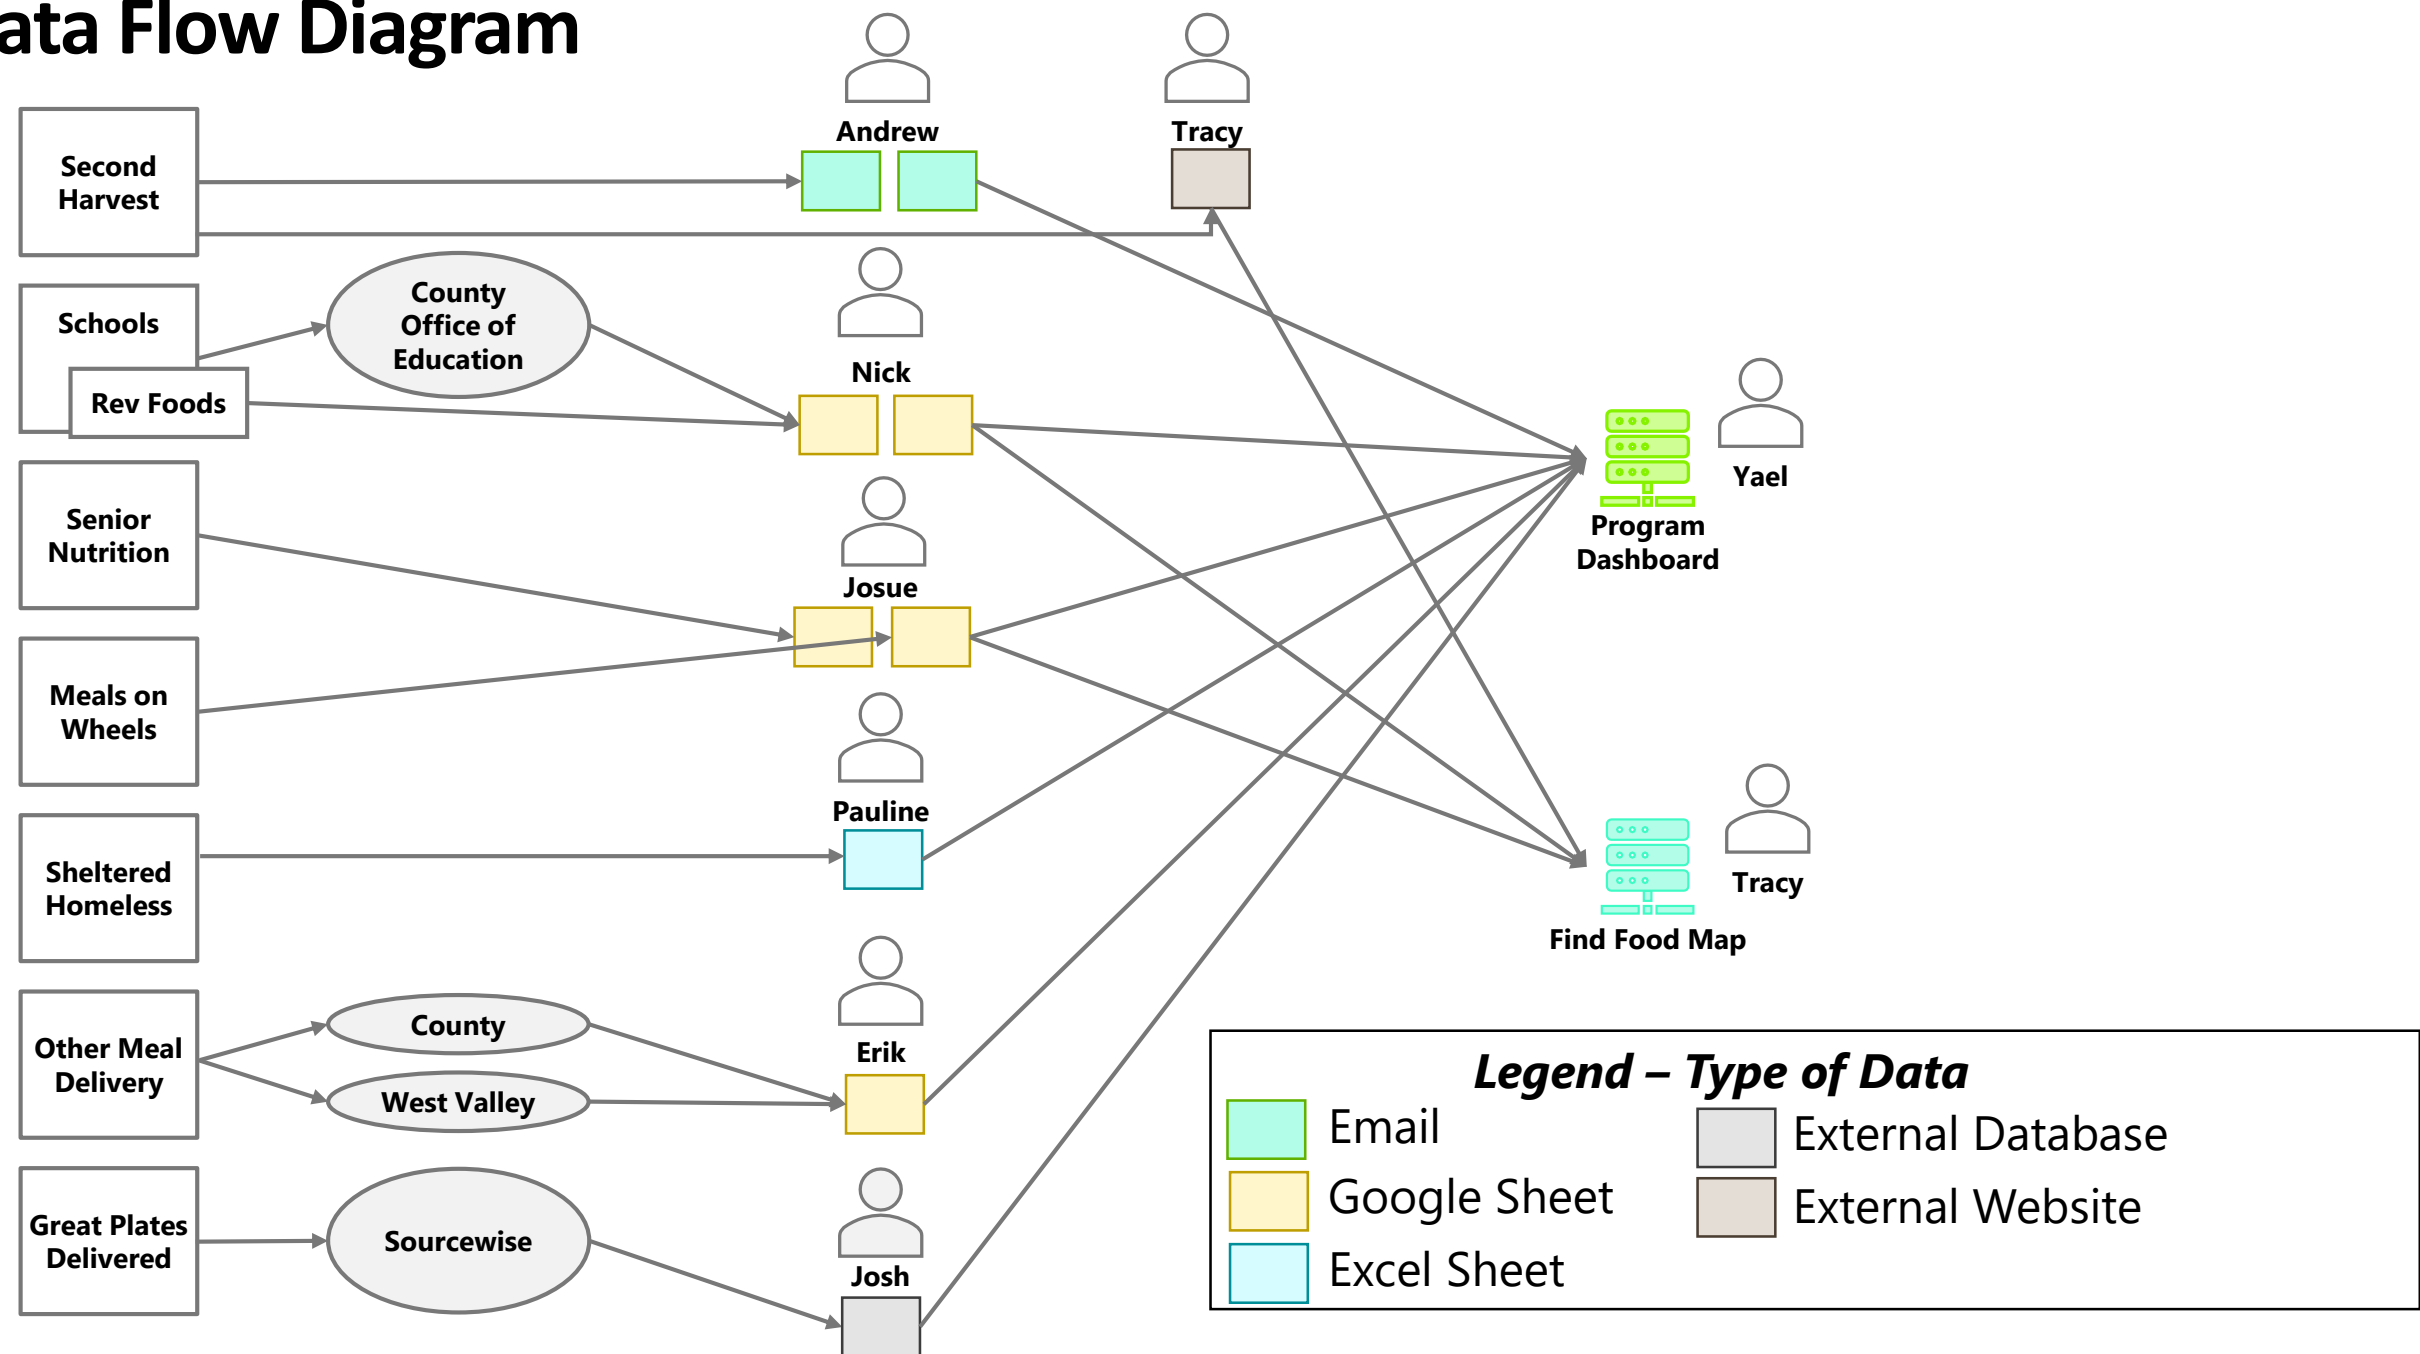 ata Flow Diagram
Andrew
Tracy
Second
Harvest
County
Office of
Education
Schools
Rev Foods
Nick
Senior
Nutrition
Josue
Yael
Program
Dashboard
Meals on
Wheels
Pauline
Sheltered
Homeless
Tracy
Find Food Map
Other Meal
Delivery
County
West Valley
Erik
Great Plates
Delivered
Sourcewise
Josh
Legend – Type of Data
Email
Google Sheet
Excel Sheet
External Database
External Website